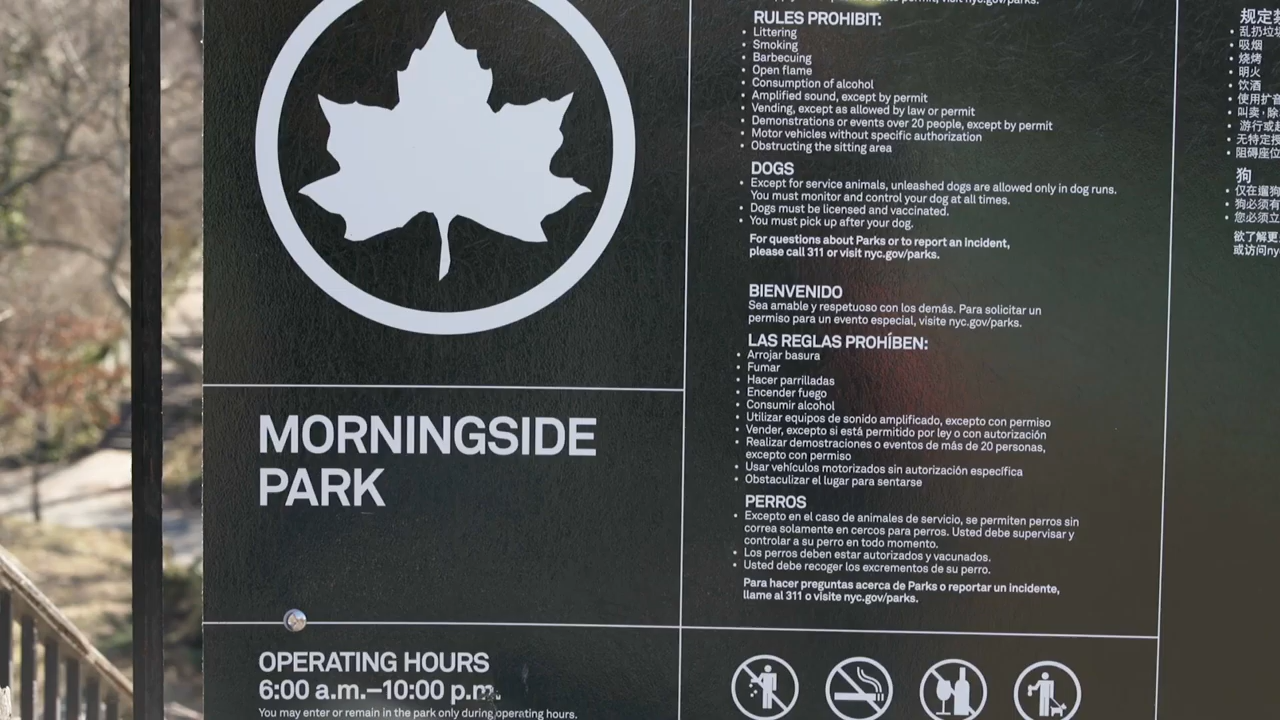 MORNINGSIDE
PARK
OPERATING HOURS
6:00 a.m.–10:00 p.m.
You may enter or remain in the park only during operating hours.
permit, visit nyc.gov/parks.
RULES PROHIBIT:
• Littering
• Smoking
• Barbecuing
• Open flame
• Consumption of alcohol
• Amplified sound, except by permit
• Vending, except as allowed by law or permit
• Demonstrations or events over 20 people, except by permit
• Motor vehicles without specific authorization
• Obstructing the sitting area
DOGS
• Except for service animals, unleashed dogs are allowed only in dog runs.
You must monitor and control your dog at all times.
• Dogs must be licensed and vaccinated.
• You must pick up after your dog.
For questions about Parks or to report an incident,
please call 311 or visit nyc.gov/parks.
BIENVENIDO
Sea amable y respetuoso con los demás. Para solicitar un
permiso para un evento especial, visite nyc.gov/parks.
LAS REGLAS PROHÍBEN:
• Arrojar basura
• Fumar
• Hacer parrilladas
• Encender fuego
• Consumir alcohol
• Utilizar equipos de sonido amplificado, excepto con permiso
• Vender, excepto si está permitido por ley o con autorización
• Realizar demostraciones o eventos de más de 20 personas,
excepto con permiso
• Usar vehículos motorizados sin autorización específica
• Obstaculizar el lugar para sentarse
PERROS
• Excepto en el caso de animales de servicio, se permiten perros sin
correa solamente en cercos para perros. Usted debe supervisar y
controlar a su perro en todo momento.
• Los perros deben estar autorizados y vacunados.
• Usted debe recoger los excrementos de su perro.
Para hacer preguntas acerca de Parks o reportar un incidente,
llame al 311 o visite nyc.gov/parks.
规定禁
• 乱扔垃圾
• 吸烟
• 烧烤
• 明火
• 饮酒
• 使用扩音
• 叫卖，除
• 游行或
• 无特定授
• 阻碍座位
狗
• 仅在遛狗
• 狗必须有
• 您必须立
欲了解更
或访问ny